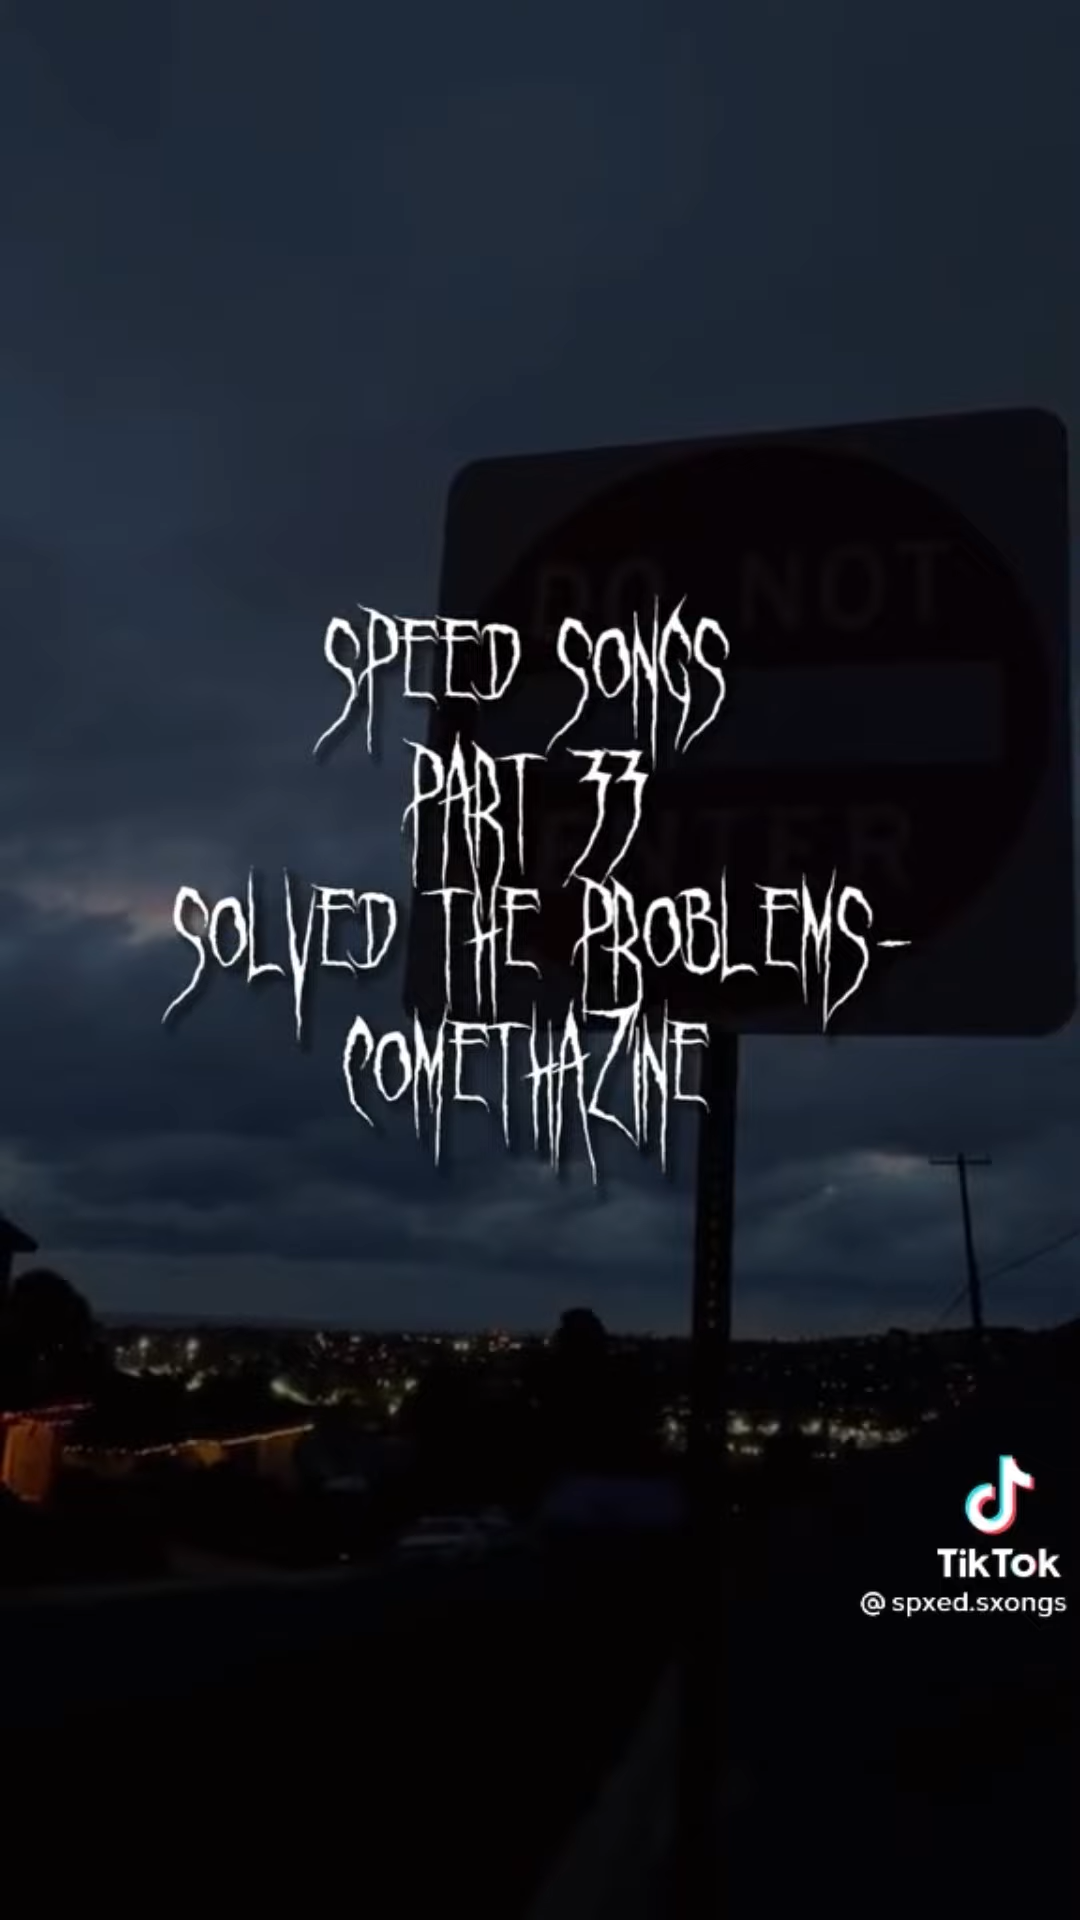 DO NOT
SPEED SONGS
PART 33
ENTER
SOLVED THE PROBLEMS-
COMETHAZINE
TikTok
@spxed.sxongs